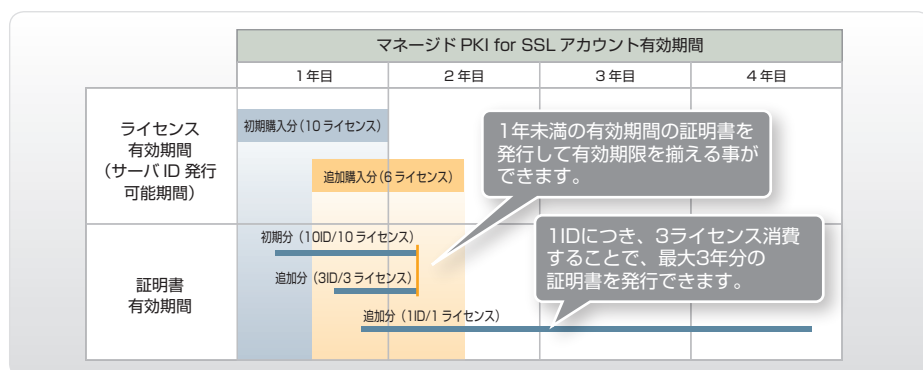 マネージド PKI for SSL アカウント有効期間
1年目
2年目
3年目
4年目
ライセンス
有効期間
（サーバID 発行
可能期間）
初期購入分（10 ライセンス）
追加購入分（6 ライセンス）
1年未満の有効期間の証明書を
発行して有効期限を揃える事が
できます。
証明書
有効期間
初期分（10ID/10 ライセンス）
追加分（3ID/3 ライセンス）
追加分（1ID/1 ライセンス）
1IDにつき、3ライセンス消費
することで、最大3年分の
証明書を発行できます。